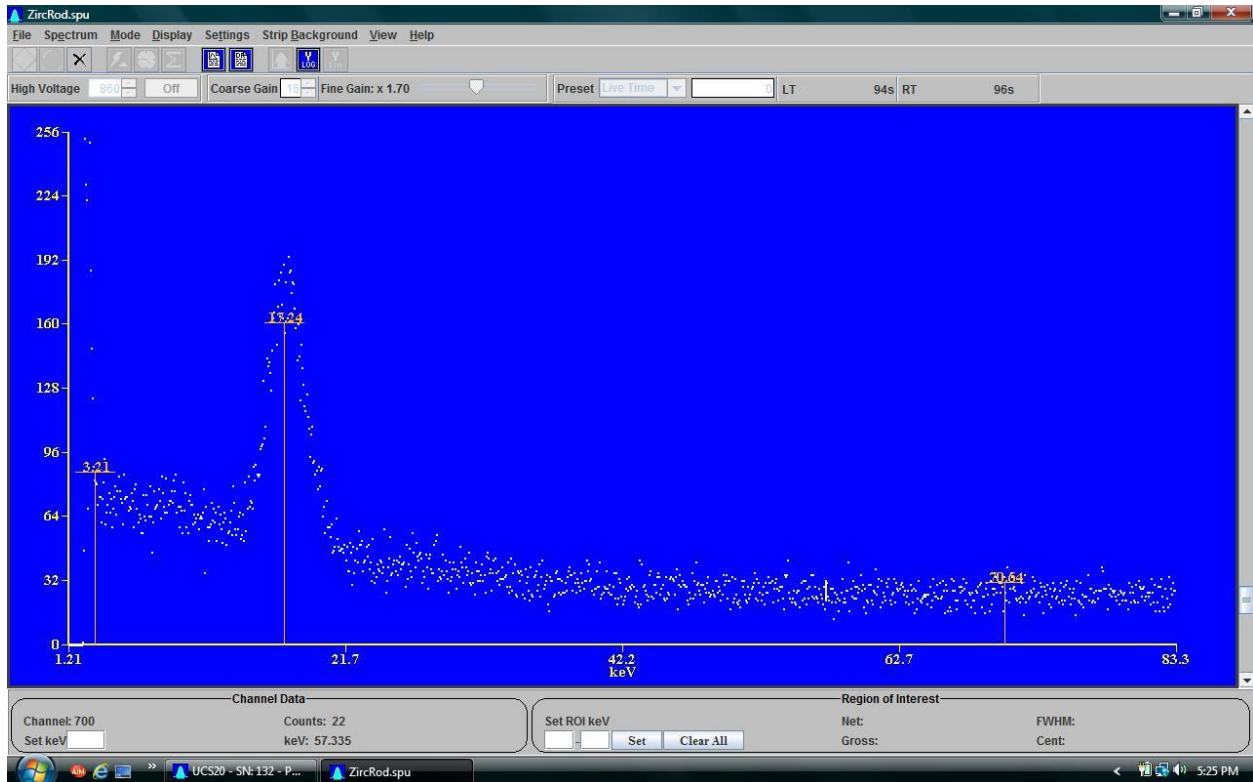 ZircRod.spu
File Spectrum Mode Display Settings Strip Background View Help
High Voltage 860 Off Coarse Gain 16 Fine Gain: x 1.70 Preset Live Time 0 LT 94s RT 96s
256
224
192
17.24
160
128
96
3.21
64
32
70.64
0
1.21 21.7 42.2 62.7 83.3
keV
Channel Data Region of Interest
Channel: 700 Counts: 22 Set ROI keV Net: FWHM:
Set keV keV: 57.335 - Set Clear All Gross: Cent:
UCS20 - SN: 132 - P... ZircRod.spu 5:25 PM